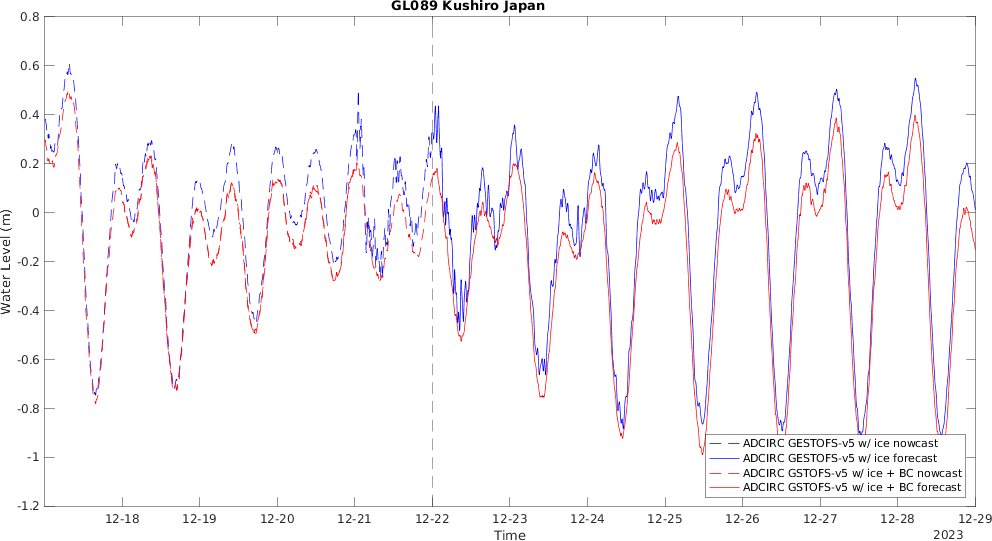 GL089 Kushiro Japan
0.8
0.6
0.4
0.2
0
-0.2
-0.4
-0.6
-0.8
-1
-1.2
Water Level (m)
ADCIRC GESTOFS-v5 w/ ice nowcast
ADCIRC GESTOFS-v5 w/ ice forecast
ADCIRC GSTOFS-v5 w/ ice + BC nowcast
ADCIRC GSTOFS-v5 w/ ice + BC forecast
12-18 12-19 12-20 12-21 12-22 12-23 12-24 12-25 12-26 12-27 12-28 12-29
Time
2023